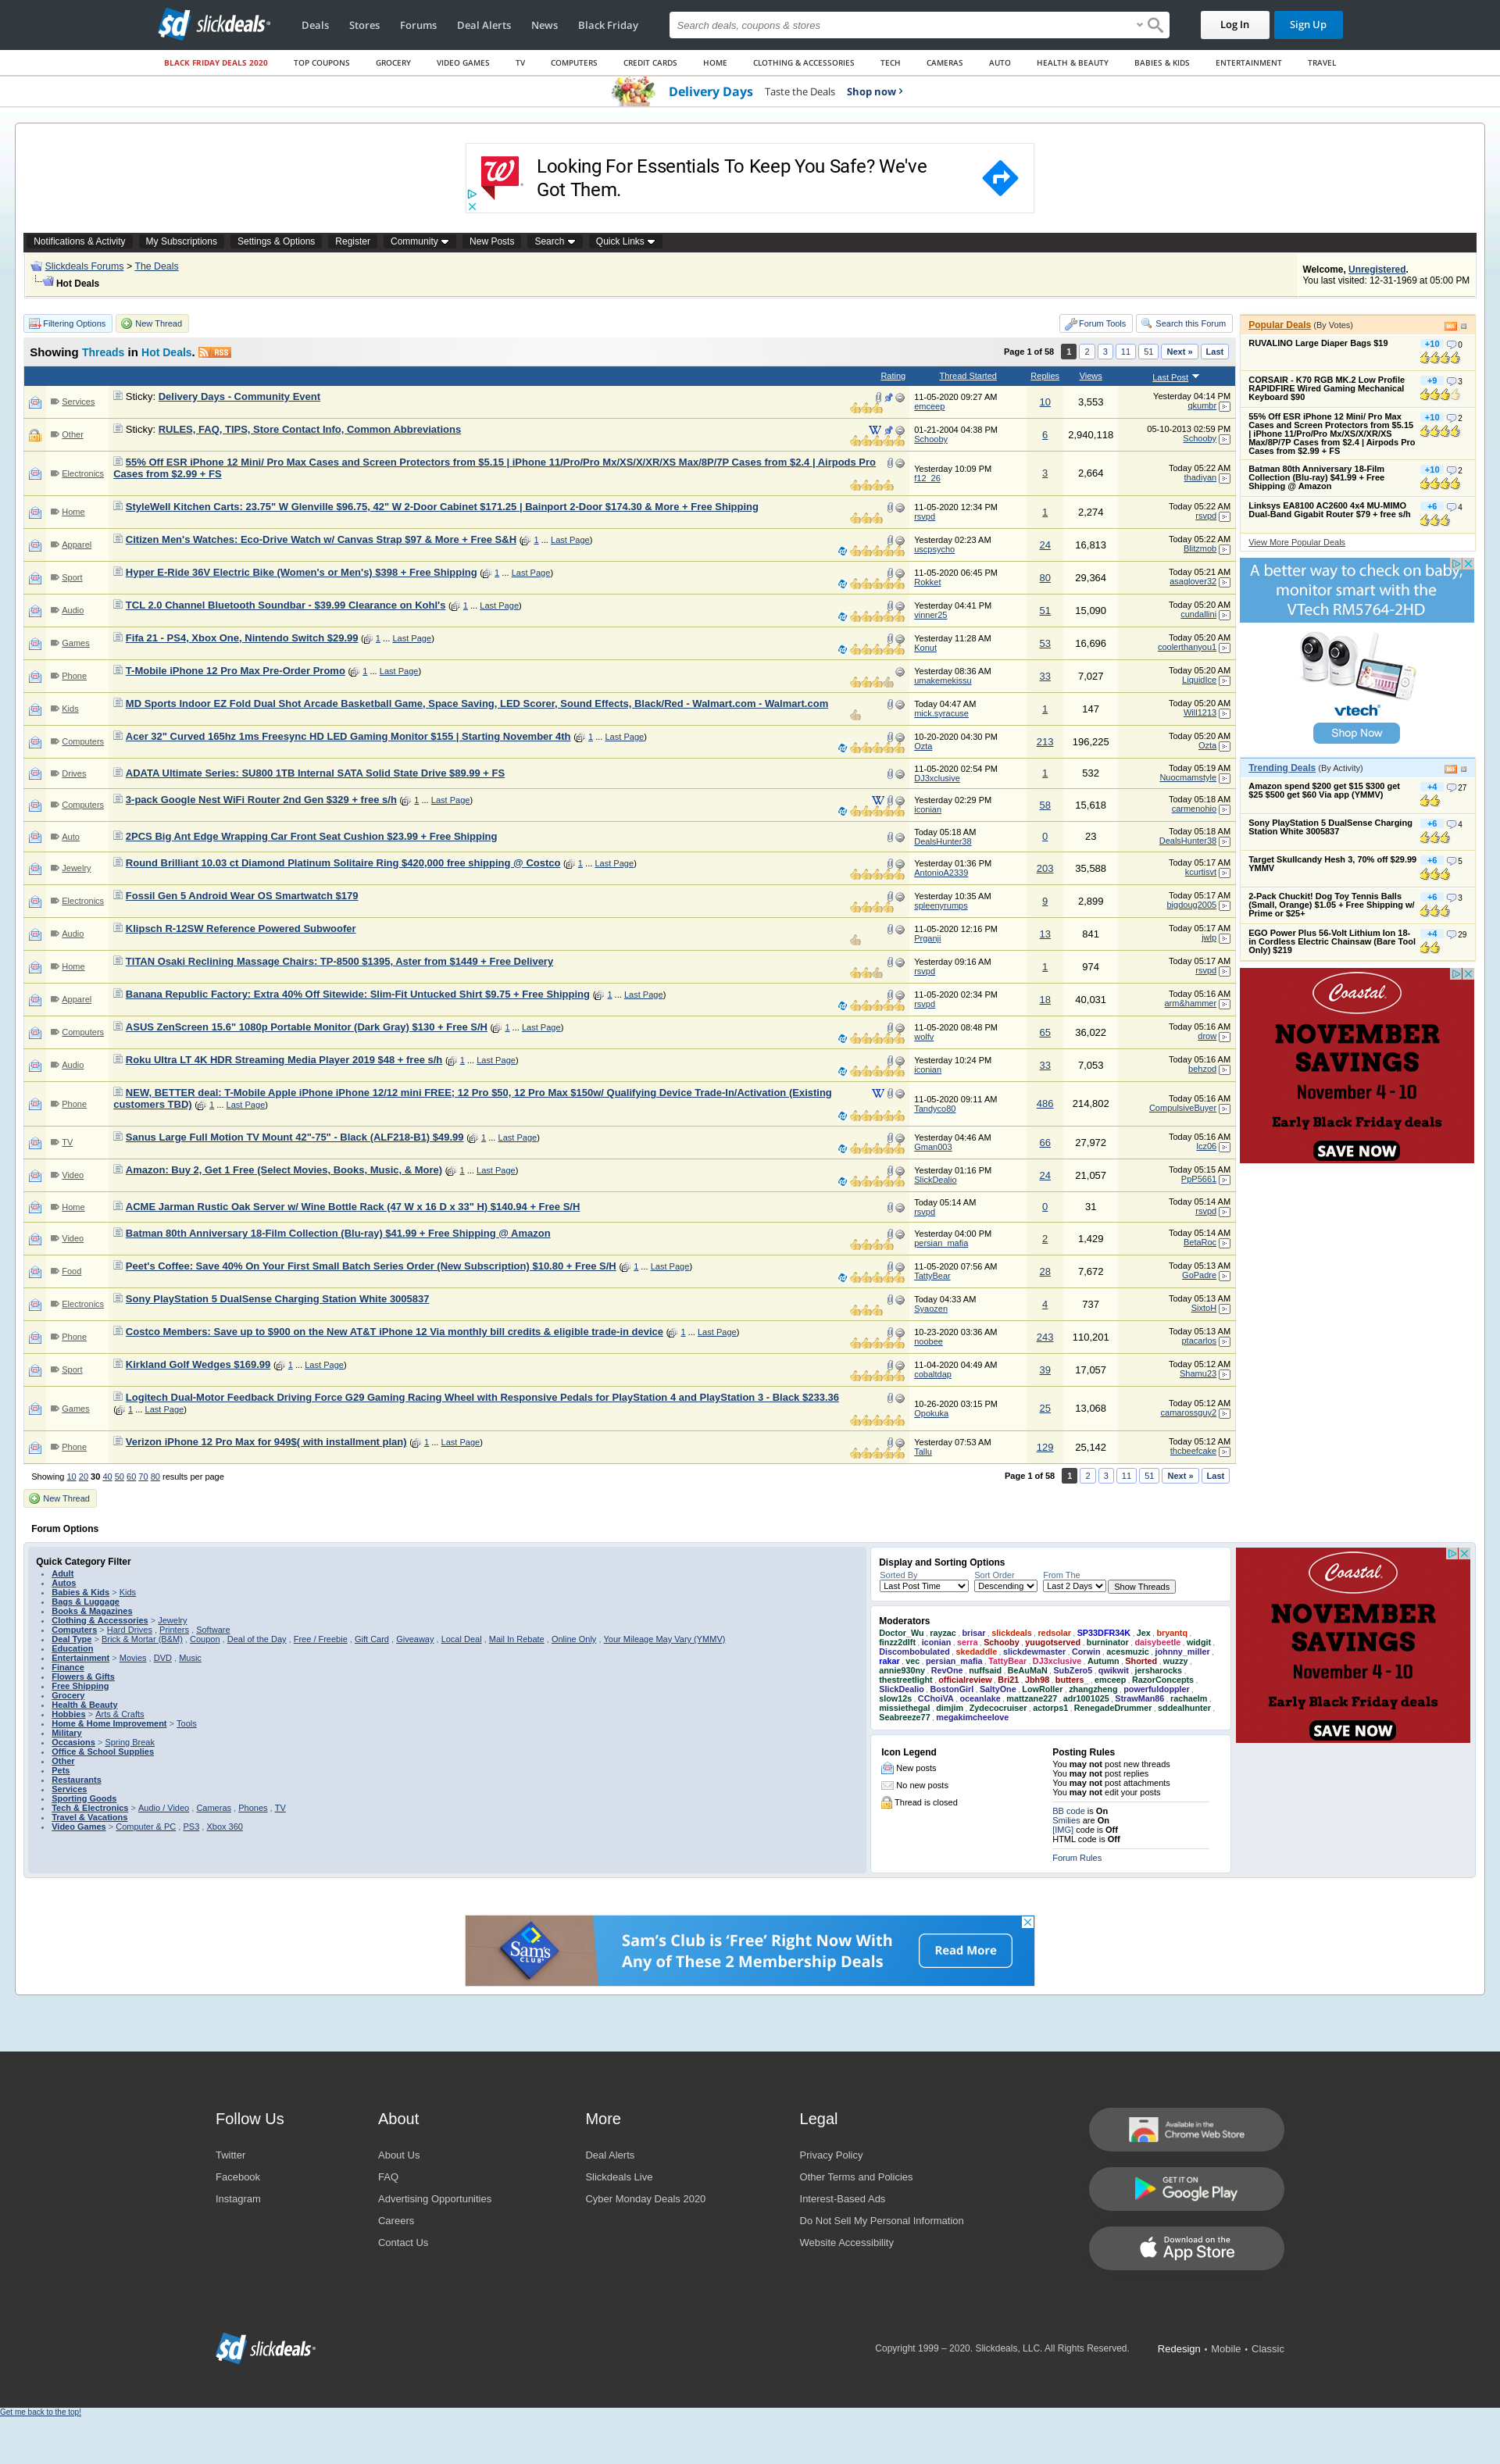 slickdeals
Deals Stores Forums Deal Alerts News Black Friday
Search deals, coupons & stores
Log In Sign Up
BLACK FRIDAY DEALS 2020 TOP COUPONS GROCERY VIDEO GAMES TV COMPUTERS CREDIT CARDS HOME CLOTHING & ACCESSORIES TECH CAMERAS AUTO HEALTH & BEAUTY BABIES & KIDS ENTERTAINMENT TRAVEL
Delivery Days Taste the Deals Shop now
Looking For Essentials To Keep You Safe? We've
Got Them.
Notifications & Activity My Subscriptions Settings & Options Register Community New Posts Search Quick Links
Slickdeals Forums > The Deals
Hot Deals
Welcome, Unregistered.
You last visited: 12-31-1969 at 05:00 PM
Filtering Options New Thread Forum Tools Search this Forum
Showing Threads in Hot Deals. RSS
Page 1 of 58 1 2 3 11 51 Next » Last
Rating Thread Started Replies Views Last Post
Services Sticky: Delivery Days - Community Event 11-05-2020 09:27 AM emceep 10 3,553 Yesterday 04:14 PM qkumbr
Other Sticky: RULES, FAQ, TIPS, Store Contact Info, Common Abbreviations 01-21-2004 04:38 PM Schooby 6 2,940,118 05-10-2013 02:59 PM Schooby
Electronics 55% Off ESR iPhone 12 Mini/ Pro Max Cases and Screen Protectors from $5.15 | iPhone 11/Pro/Pro Mx/XS/X/XR/XS Max/8P/7P Cases from $2.4 | Airpods Pro Cases from $2.99 + FS Yesterday 10:09 PM f12_26 3 2,664 Today 05:22 AM thadiyan
Home StyleWell Kitchen Carts: 23.75" W Glenville $96.75, 42" W 2-Door Cabinet $171.25 | Bainport 2-Door $174.30 & More + Free Shipping 11-05-2020 12:34 PM rsvpd 1 2,274 Today 05:22 AM rsvpd
Apparel Citizen Men's Watches: Eco-Drive Watch w/ Canvas Strap $97 & More + Free S&H ( 1 ... Last Page) Yesterday 02:23 AM uscpsycho 24 16,813 Today 05:22 AM Blitzmob
Sport Hyper E-Ride 36V Electric Bike (Women's or Men's) $398 + Free Shipping ( 1 ... Last Page) 11-05-2020 06:45 PM Rokket 80 29,364 Today 05:21 AM asaglover32
Audio TCL 2.0 Channel Bluetooth Soundbar - $39.99 Clearance on Kohl's ( 1 ... Last Page) Yesterday 04:41 PM vinner25 51 15,090 Today 05:20 AM cundallini
Games Fifa 21 - PS4, Xbox One, Nintendo Switch $29.99 ( 1 ... Last Page) Yesterday 11:28 AM Konut 53 16,696 Today 05:20 AM coolerthanyou1
Phone T-Mobile iPhone 12 Pro Max Pre-Order Promo ( 1 ... Last Page) Yesterday 08:36 AM umakemekissu 33 7,027 Today 05:20 AM LiquidIce
Kids MD Sports Indoor EZ Fold Dual Shot Arcade Basketball Game, Space Saving, LED Scorer, Sound Effects, Black/Red - Walmart.com - Walmart.com Today 04:47 AM mick.syracuse 1 147 Today 05:20 AM Will1213
Computers Acer 32" Curved 165hz 1ms Freesync HD LED Gaming Monitor $155 | Starting November 4th ( 1 ... Last Page) 10-20-2020 04:30 PM Ozta 213 196,225 Today 05:20 AM Ozta
Drives ADATA Ultimate Series: SU800 1TB Internal SATA Solid State Drive $89.99 + FS 11-05-2020 02:54 PM DJ3xclusive 1 532 Today 05:19 AM Nuocmamstyle
Computers 3-pack Google Nest WiFi Router 2nd Gen $329 + free s/h ( 1 ... Last Page) Yesterday 02:29 PM iconian 58 15,618 Today 05:18 AM carmenohio
Auto 2PCS Big Ant Edge Wrapping Car Front Seat Cushion $23.99 + Free Shipping Today 05:18 AM DealsHunter38 0 23 Today 05:18 AM DealsHunter38
Jewelry Round Brilliant 10.03 ct Diamond Platinum Solitaire Ring $420,000 free shipping @ Costco ( 1 ... Last Page) Yesterday 01:36 PM AntonioA2339 203 35,588 Today 05:17 AM kcurtisvt
Electronics Fossil Gen 5 Android Wear OS Smartwatch $179 Yesterday 10:35 AM spleenyrumps 9 2,899 Today 05:17 AM bigdoug2005
Audio Klipsch R-12SW Reference Powered Subwoofer 11-05-2020 12:16 PM Prganji 13 841 Today 05:17 AM jwlp
Home TITAN Osaki Reclining Massage Chairs: TP-8500 $1395, Aster from $1449 + Free Delivery Yesterday 09:16 AM rsvpd 1 974 Today 05:17 AM rsvpd
Apparel Banana Republic Factory: Extra 40% Off Sitewide: Slim-Fit Untucked Shirt $9.75 + Free Shipping ( 1 ... Last Page) 11-05-2020 02:34 PM rsvpd 18 40,031 Today 05:16 AM arm&hammer
Computers ASUS ZenScreen 15.6" 1080p Portable Monitor (Dark Gray) $130 + Free S/H ( 1 ... Last Page) 11-05-2020 08:48 PM wolfv 65 36,022 Today 05:16 AM drow
Audio Roku Ultra LT 4K HDR Streaming Media Player 2019 $48 + free s/h ( 1 ... Last Page) Yesterday 10:24 PM iconian 33 7,053 Today 05:16 AM behzod
Phone NEW, BETTER deal: T-Mobile Apple iPhone iPhone 12/12 mini FREE; 12 Pro $50, 12 Pro Max $150w/ Qualifying Device Trade-In/Activation (Existing customers TBD) ( 1 ... Last Page) 11-05-2020 09:11 AM Tandyco80 486 214,802 Today 05:16 AM CompulsiveBuyer
TV Sanus Large Full Motion TV Mount 42"-75" - Black (ALF218-B1) $49.99 ( 1 ... Last Page) Yesterday 04:46 AM Gman003 66 27,972 Today 05:16 AM lcz06
Video Amazon: Buy 2, Get 1 Free (Select Movies, Books, Music, & More) ( 1 ... Last Page) Yesterday 01:16 PM SlickDealio 24 21,057 Today 05:15 AM PpP5661
Home ACME Jarman Rustic Oak Server w/ Wine Bottle Rack (47 W x 16 D x 33" H) $140.94 + Free S/H Today 05:14 AM rsvpd 0 31 Today 05:14 AM rsvpd
Video Batman 80th Anniversary 18-Film Collection (Blu-ray) $41.99 + Free Shipping @ Amazon Yesterday 04:00 PM persian_mafia 2 1,429 Today 05:14 AM BetaRoc
Food Peet's Coffee: Save 40% On Your First Small Batch Series Order (New Subscription) $10.80 + Free S/H ( 1 ... Last Page) 11-05-2020 07:56 AM TattyBear 28 7,672 Today 05:13 AM GoPadre
Electronics Sony PlayStation 5 DualSense Charging Station White 3005837 Today 04:33 AM Syaozen 4 737 Today 05:13 AM SixtoH
Phone Costco Members: Save up to $900 on the New AT&T iPhone 12 Via monthly bill credits & eligible trade-in device ( 1 ... Last Page) 10-23-2020 03:36 AM noobee 243 110,201 Today 05:13 AM ptacarlos
Sport Kirkland Golf Wedges $169.99 ( 1 ... Last Page) 11-04-2020 04:49 AM cobaltdap 39 17,057 Today 05:12 AM Shamu23
Games Logitech Dual-Motor Feedback Driving Force G29 Gaming Racing Wheel with Responsive Pedals for PlayStation 4 and PlayStation 3 - Black $233.36 ( 1 ... Last Page) 10-26-2020 03:15 PM Opokuka 25 13,068 Today 05:12 AM camarossguy2
Phone Verizon iPhone 12 Pro Max for 949$( with installment plan) ( 1 ... Last Page) Yesterday 07:53 AM Tallu 129 25,142 Today 05:12 AM thcbeefcake
Showing 10 20 30 40 50 60 70 80 results per page
Page 1 of 58 1 2 3 11 51 Next » Last
New Thread
Popular Deals (By Votes)
RUVALINO Large Diaper Bags $19 +10 0
CORSAIR - K70 RGB MK.2 Low Profile RAPIDFIRE Wired Gaming Mechanical Keyboard $90 +9 3
55% Off ESR iPhone 12 Mini/ Pro Max Cases and Screen Protectors from $5.15 | iPhone 11/Pro/Pro Mx/XS/X/XR/XS Max/8P/7P Cases from $2.4 | Airpods Pro Cases from $2.99 + FS +10 2
Batman 80th Anniversary 18-Film Collection (Blu-ray) $41.99 + Free Shipping @ Amazon +10 2
Linksys EA8100 AC2600 4x4 MU-MIMO Dual-Band Gigabit Router $79 + free s/h +6 4
View More Popular Deals
A better way to check on baby,
monitor smart with the
VTech RM5764-2HD
vtech
Shop Now
Trending Deals (By Activity)
Amazon spend $200 get $15 $300 get $25 $500 get $60 Via app (YMMV) +4 27
Sony PlayStation 5 DualSense Charging Station White 3005837 +6 4
Target Skullcandy Hesh 3, 70% off $29.99 YMMV +6 5
2-Pack Chuckit! Dog Toy Tennis Balls (Small, Orange) $1.05 + Free Shipping w/ Prime or $25+ +6 3
EGO Power Plus 56-Volt Lithium Ion 18-in Cordless Electric Chainsaw (Bare Tool Only) $219 +4 29
Coastal
NOVEMBER
SAVINGS
November 4 - 10
Early Black Friday deals
SAVE NOW
Forum Options
Quick Category Filter
Adult
Autos
Babies & Kids > Kids
Bags & Luggage
Books & Magazines
Clothing & Accessories > Jewelry
Computers > Hard Drives , Printers , Software
Deal Type > Brick & Mortar (B&M) , Coupon , Deal of the Day , Free / Freebie , Gift Card , Giveaway , Local Deal , Mail In Rebate , Online Only , Your Mileage May Vary (YMMV)
Education
Entertainment > Movies , DVD , Music
Finance
Flowers & Gifts
Free Shipping
Grocery
Health & Beauty
Hobbies > Arts & Crafts
Home & Home Improvement > Tools
Military
Occasions > Spring Break
Office & School Supplies
Other
Pets
Restaurants
Services
Sporting Goods
Tech & Electronics > Audio / Video , Cameras , Phones , TV
Travel & Vacations
Video Games > Computer & PC , PS3 , Xbox 360
Display and Sorting Options
Sorted By Sort Order From The
Last Post Time Descending Last 2 Days Show Threads
Moderators
Doctor_Wu , rayzac , brisar , slickdeals , redsolar , SP33DFR34K , Jex , bryantq ,
finzz2dlft , iconian , serra , Schooby , yuugotserved , burninator , daisybeetle , widgit ,
Discombobulated , skedaddle , slickdewmaster , Corwin , acesmuzic , johnny_miller ,
rakar , vec , persian_mafia , TattyBear , DJ3xclusive , Autumn , Shorted , wuzzy ,
annie930ny , RevOne , nuffsaid , BeAuMaN , SubZero5 , qwikwit , jersharocks ,
thestreetlight , officialreview , Bri21 , Jbh98 , butters_ , emceep , RazorConcepts ,
SlickDealio , BostonGirl , SaltyOne , LowRoller , zhangzheng , powerfuldoppler ,
slow12s , CChoiVA , oceanlake , mattzane227 , adr1001025 , StrawMan86 , rachaelm ,
missiethegal , dimjim , Zydecocruiser , actorps1 , RenegadeDrummer , sddealhunter ,
Seabreeze77 , megakimcheelove
Icon Legend
New posts
No new posts
Thread is closed
Posting Rules
You may not post new threads
You may not post replies
You may not post attachments
You may not edit your posts
BB code is On
Smilies are On
[IMG] code is Off
HTML code is Off
Forum Rules
Coastal
NOVEMBER
SAVINGS
November 4 - 10
Early Black Friday deals
SAVE NOW
Sam's CLUB
Sam's Club is 'Free' Right Now With
Any of These 2 Membership Deals
Read More
Follow Us
Twitter
Facebook
Instagram
About
About Us
FAQ
Advertising Opportunities
Careers
Contact Us
More
Deal Alerts
Slickdeals Live
Cyber Monday Deals 2020
Legal
Privacy Policy
Other Terms and Policies
Interest-Based Ads
Do Not Sell My Personal Information
Website Accessibility
Available in the
Chrome Web Store
GET IT ON
Google Play
Download on the
App Store
slickdeals
Copyright 1999 – 2020. Slickdeals, LLC. All Rights Reserved.
Redesign • Mobile • Classic
Get me back to the top!